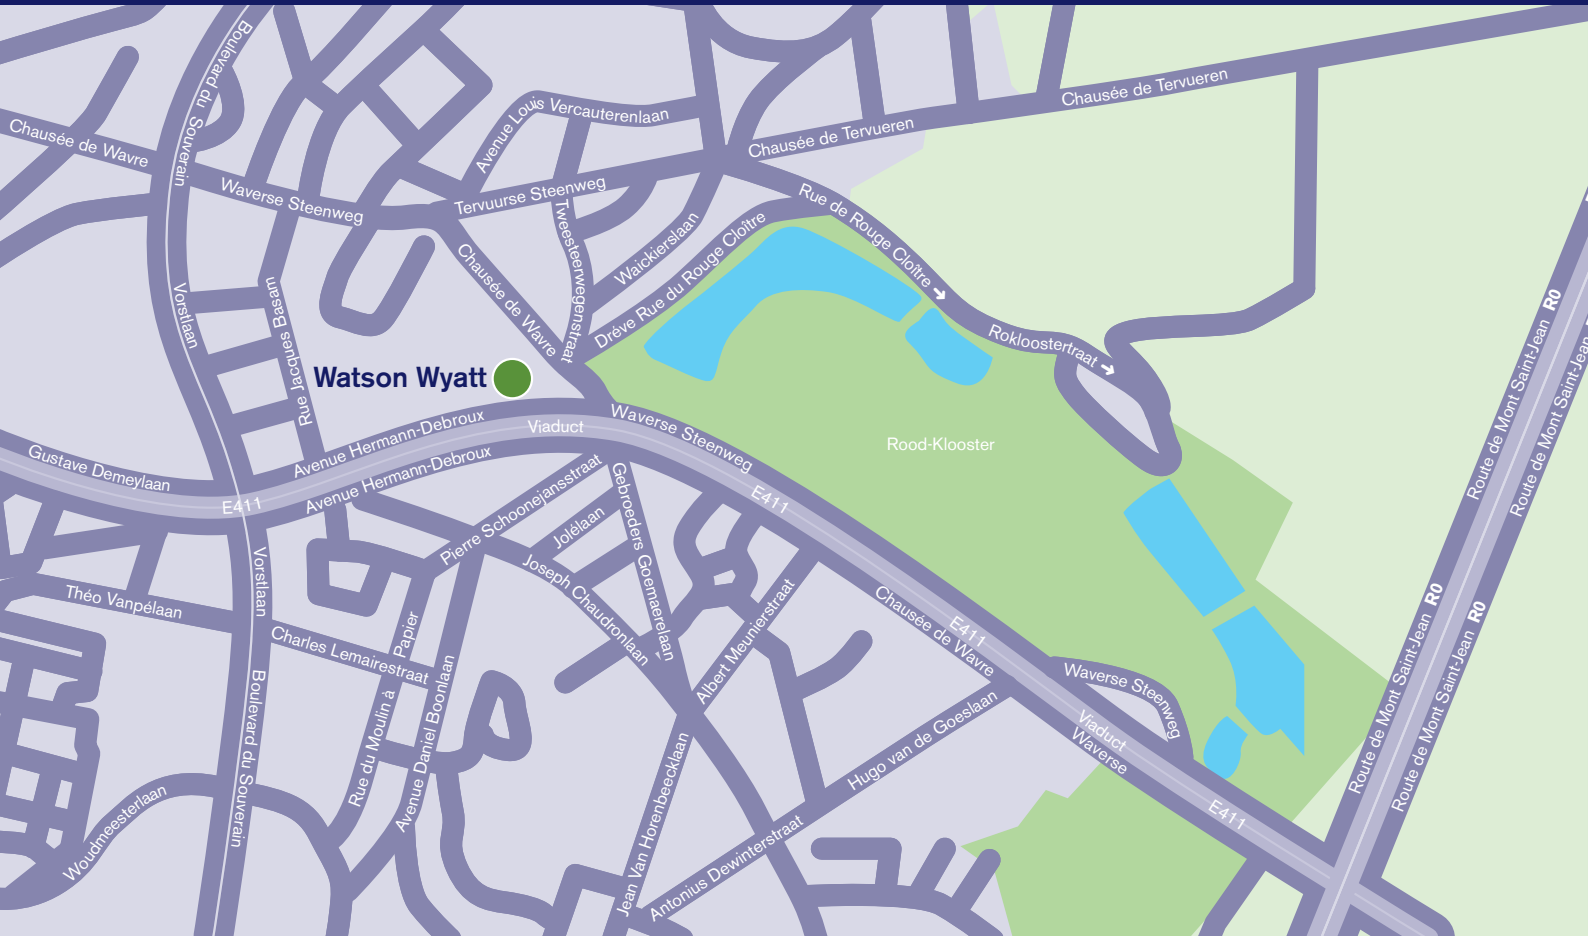 Boulevard du Souverain
Chausée de Wavre
Waverse Steenweg
Avenue Louis Vercauterenlaan
Tervuurse Steenweg
Chausée de Tervueren
Chausée de Tervueren
Tweesteerwegenstraat
Waickierslaan
Dréve Rue du Rouge Cloître
Rue de Rouge Cloître ➔
Rokloostertraat ➔
Chausée de Wavre
Vorstlaan
Rue Jacques Basam
Watson Wyatt
Avenue Hermann-Debroux
Viaduct
Waverse Steenweg
Rood-Klooster
Gustave Demeylaan
E411
Avenue Hermann-Debroux
E411
Pierre Schoonejansstraat
Jolélaan
Gebroeders Goemaerelaan
Joseph Chaudronlaan
Albert Meunierstraat
Vorstlaan
Théo Vanpélaan
Charles Lemairestraat
Rue du Moulin à Papier
Avenue Daniel Boonlaan
Boulevard du Souverain
Woudmeesterlaan
Jean Van Horenbeecklaan
Antonius Dewinterstraat
Hugo van de Goeslaan
Chausée de Wavre
E411
Waverse Steenweg
Viaduct
Waverse
E411
Route de Mont Saint-Jean R0
Route de Mont Saint-Jean
Route de Mont Saint-Jean R0
Route de Mont Saint-Jean R0